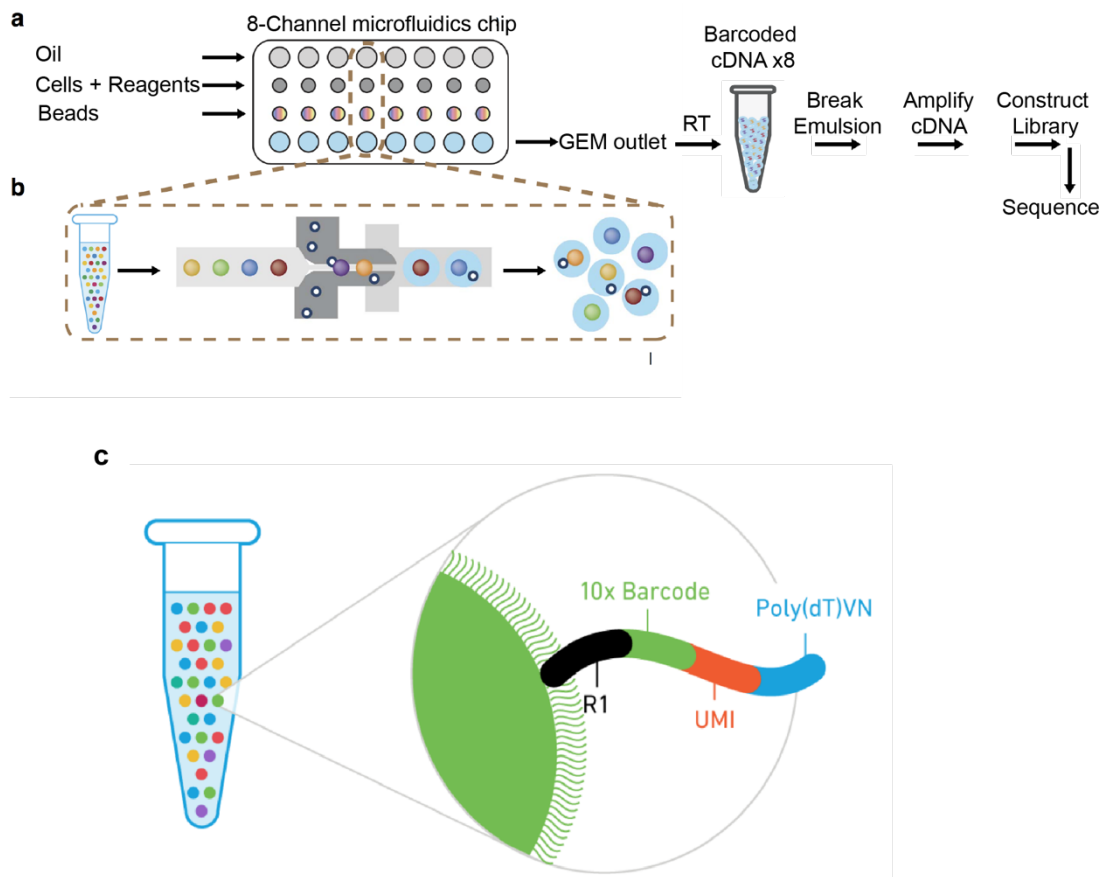 a
8-Channel microfluidics chip
Oil
Cells + Reagents
Beads
GEM outlet
RT
Barcoded
cDNA x8
Break
Emulsion
Amplify
cDNA
Construct
Library
Sequence
b
l
c
10x Barcode
Poly(dT)VN
R1
UMI